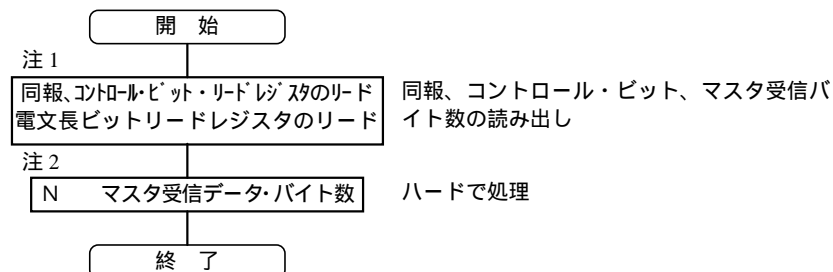 開 始
注 1
同報、ｺﾝﾄﾛｰﾙ・ﾋﾞｯﾄ・ﾘｰﾄﾞﾚｼﾞｽﾀのリード
電文長ビットリードレジスタのリード
同報、コントロール・ビット、マスタ受信バ
イト数の読み出し
注 2
N マスタ受信データ・バイト数
ハードで処理
終 了